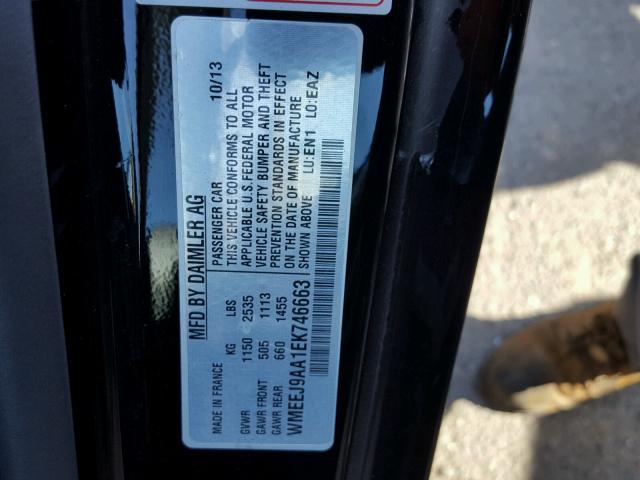 MFD BY DAIMLER AG
MADE IN FRANCE
PASSENGER CAR 10/13
KG LBS
GVWR 1150 2535
GAWR FRONT 505 1113
GAWR REAR 660 1455
THIS VEHICLE CONFORMS TO ALL
APPLICABLE U.S.FEDERAL MOTOR
VEHICLE SAFETY BUMPER AND THEFT
PREVENTION STANDARDS IN EFFECT
ON THE DATE OF MANUFACTURE
SHOWN ABOVE LU:EN1 LO:EAZ
WMEEJ9AA1EK746663